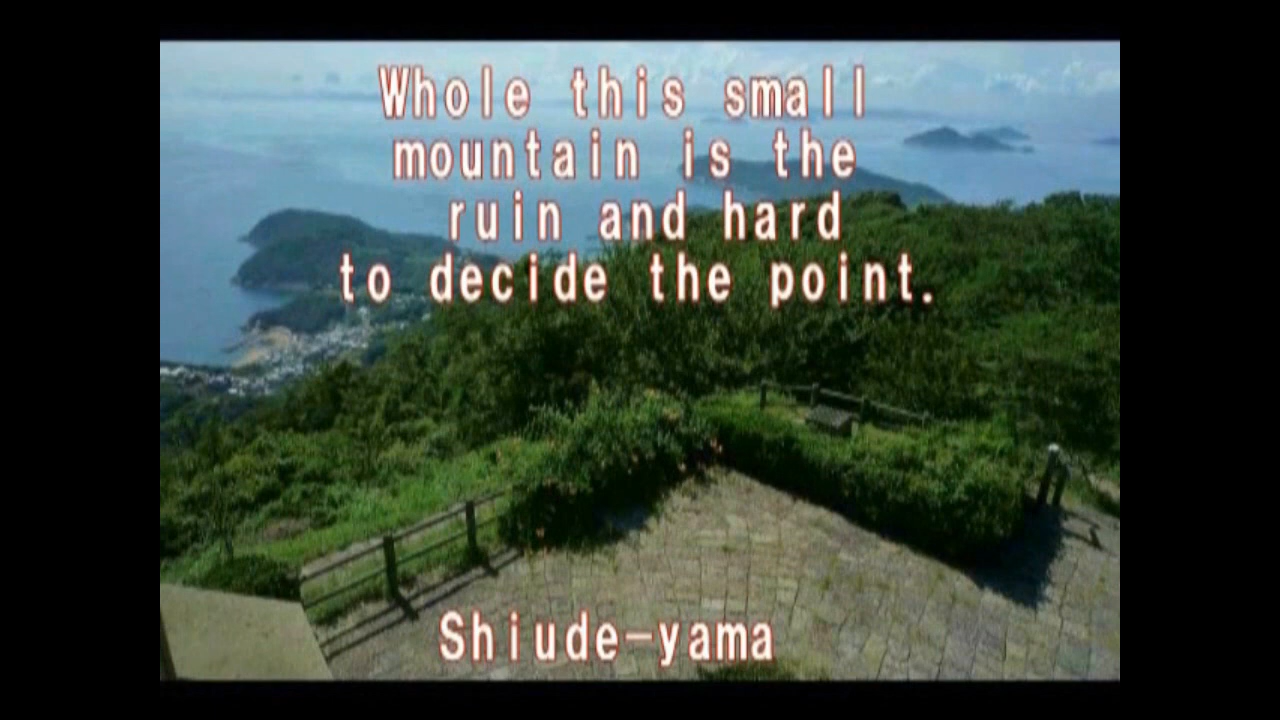 Whole this small
mountain is the
ruin and hard
to decide the point.
Shiude-yama